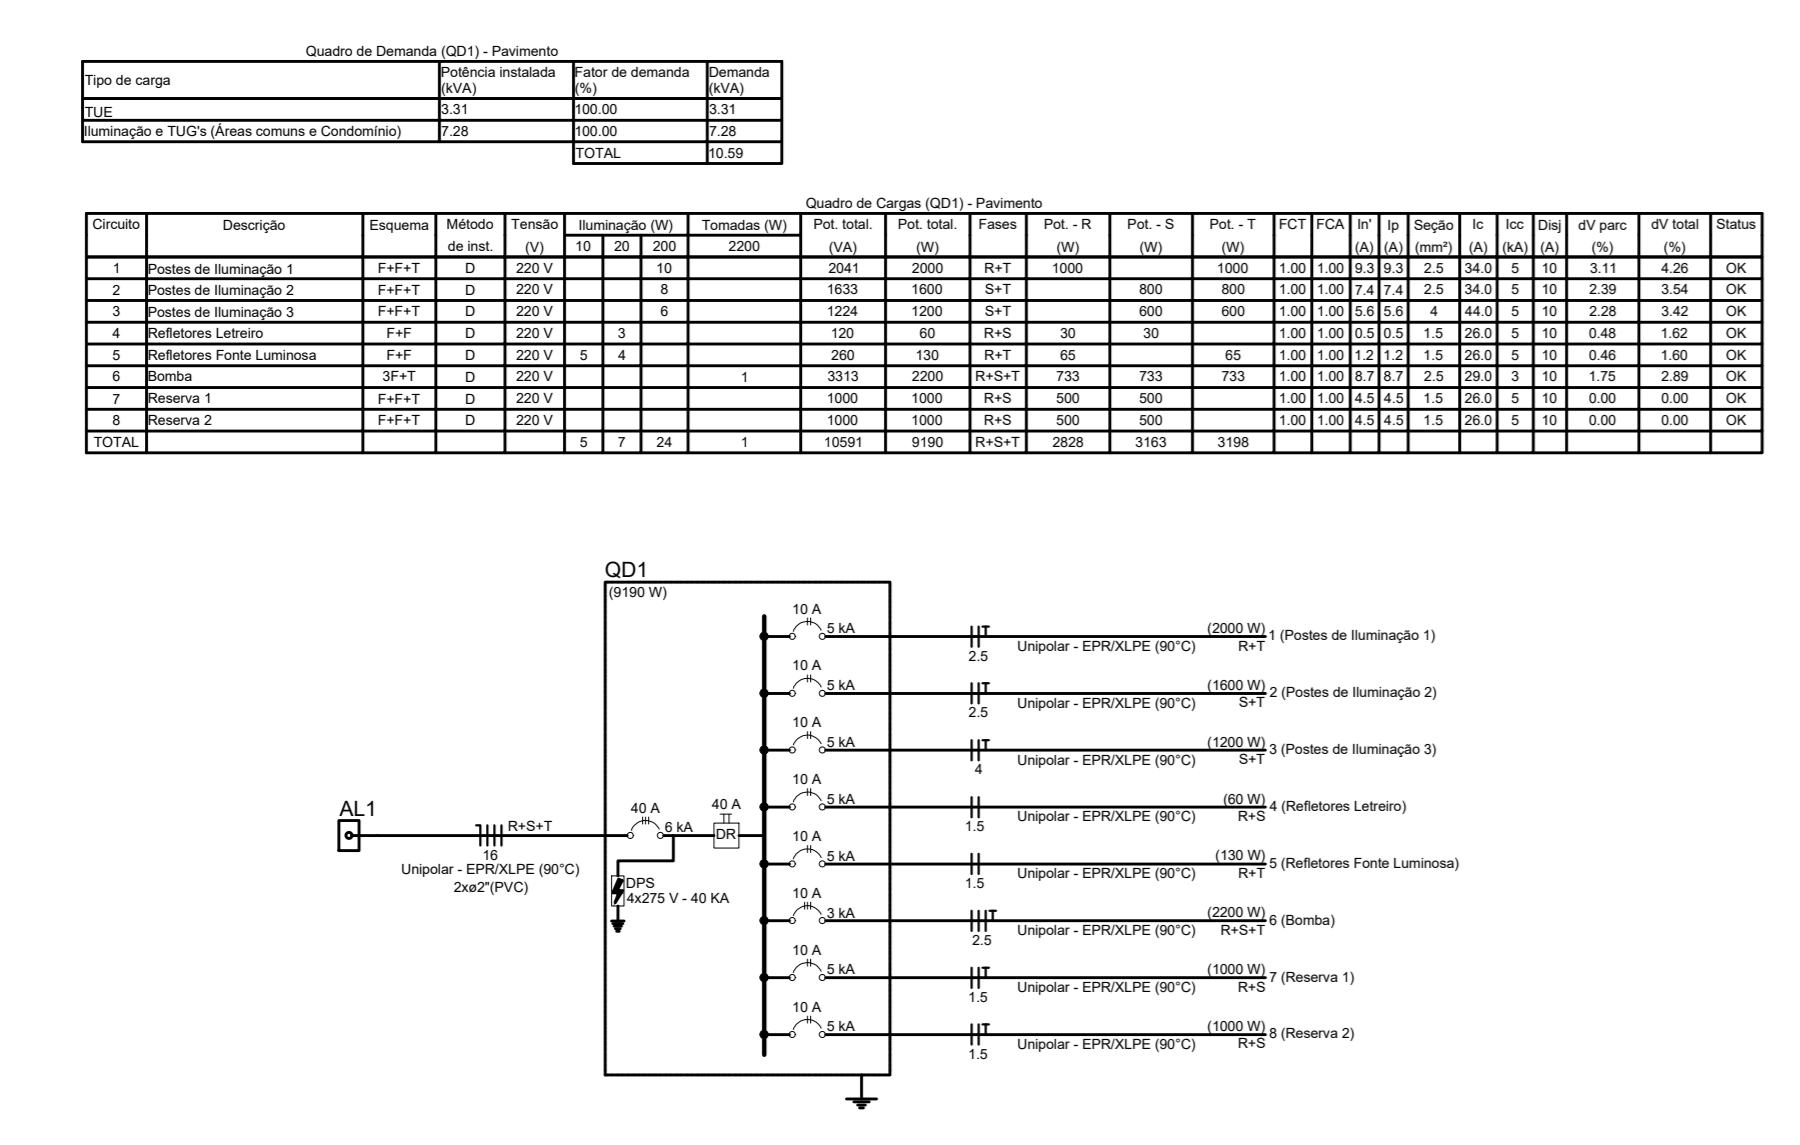 Quadro de Demanda (QD1) - Pavimento
Tipo de carga Potência instalada (kVA) Fator de demanda (%) Demanda (kVA)
TUE 3.31 100.00 3.31
Iluminação e TUG's (Áreas comuns e Condomínio) 7.28 100.00 7.28
TOTAL 10.59
Quadro de Cargas (QD1) - Pavimento
Circuito Descrição Esquema Método Tensão Iluminação (W) Tomadas (W) Pot. total. Pot. total. Fases Pot. - R Pot. - S Pot. - T FCT FCA In' Ip Seção Ic Icc Disj dV parc dV total Status
de inst. (V) 10 20 200 2200 (VA) (W) (W) (W) (W) (A) (A) (mm²) (A) (kA) (A) (%) (%)
1 Postes de Iluminação 1 F+F+T D 220 V 10 2041 2000 R+T 1000 1000 1.00 1.00 9.3 9.3 2.5 34.0 5 10 3.11 4.26 OK
2 Postes de Iluminação 2 F+F+T D 220 V 8 1633 1600 S+T 800 800 1.00 1.00 7.4 7.4 2.5 34.0 5 10 2.39 3.54 OK
3 Postes de Iluminação 3 F+F+T D 220 V 6 1224 1200 S+T 600 600 1.00 1.00 5.6 5.6 4 44.0 5 10 2.28 3.42 OK
4 Refletores Letreiro F+F D 220 V 3 120 60 R+S 30 30 1.00 1.00 0.5 0.5 1.5 26.0 5 10 0.48 1.62 OK
5 Refletores Fonte Luminosa F+F D 220 V 5 4 260 130 R+T 65 65 1.00 1.00 1.2 1.2 1.5 26.0 5 10 0.46 1.60 OK
6 Bomba 3F+T D 220 V 1 3313 2200 R+S+T 733 733 733 1.00 1.00 8.7 8.7 2.5 29.0 3 10 1.75 2.89 OK
7 Reserva 1 F+F+T D 220 V 1000 1000 R+S 500 500 1.00 1.00 4.5 4.5 1.5 26.0 5 10 0.00 0.00 OK
8 Reserva 2 F+F+T D 220 V 1000 1000 R+S 500 500 1.00 1.00 4.5 4.5 1.5 26.0 5 10 0.00 0.00 OK
TOTAL 5 7 24 1 10591 9190 R+S+T 2828 3163 3198
QD1
(9190 W)
AL1
R+S+T
16
Unipolar - EPR/XLPE (90°C)
2xø2"(PVC)
40 A
6 kA
40 A
DR
DPS
4x275 V - 40 KA
10 A
5 kA T (2000 W) 1 (Postes de Iluminação 1)
2.5 Unipolar - EPR/XLPE (90°C) R+T
10 A
5 kA T (1600 W) 2 (Postes de Iluminação 2)
2.5 Unipolar - EPR/XLPE (90°C) S+T
10 A
5 kA T (1200 W) 3 (Postes de Iluminação 3)
4 Unipolar - EPR/XLPE (90°C) S+T
10 A
5 kA (60 W) 4 (Refletores Letreiro)
1.5 Unipolar - EPR/XLPE (90°C) R+S
10 A
5 kA (130 W) 5 (Refletores Fonte Luminosa)
1.5 Unipolar - EPR/XLPE (90°C) R+T
10 A
3 kA T (2200 W) 6 (Bomba)
2.5 Unipolar - EPR/XLPE (90°C) R+S+T
10 A
5 kA T (1000 W) 7 (Reserva 1)
1.5 Unipolar - EPR/XLPE (90°C) R+S
10 A
5 kA T (1000 W) 8 (Reserva 2)
1.5 Unipolar - EPR/XLPE (90°C) R+S